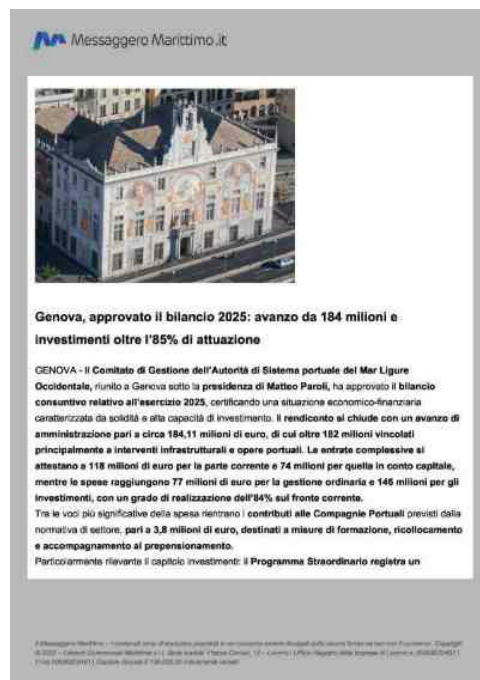 Messaggero Marittimo.it
Genova, approvato il bilancio 2025: avanzo da 184 milioni e
investimenti oltre l'85% di attuazione
GENOVA - Il Comitato di Gestione dell'Autorità di Sistema portuale del Mar Ligure
Occidentale, riunito a Genova sotto la presidenza di Matteo Paroli, ha approvato il bilancio
consuntivo relativo all'esercizio 2025, certificando una situazione economico-finanziaria
caratterizzata da solidità e alta capacità di investimento. Il rendiconto si chiude con un avanzo di
amministrazione pari a circa 184,11 milioni di euro, di cui oltre 182 milioni vincolati
principalmente a interventi infrastrutturali e opere portuali. Le entrate complessive si
attestano a 118 milioni di euro per la parte corrente e 74 milioni per quella in conto capitale,
mentre le spese raggiungono 77 milioni di euro per la gestione ordinaria e 146 milioni per gli
investimenti, con un grado di realizzazione dell'84% sul fronte corrente.
Tra le voci più significative della spesa rientrano i contributi alle Compagnie Portuali previsti dalla
normativa di settore, pari a 3,8 milioni di euro, destinati a misure di formazione, ricollocamento
e accompagnamento al prepensionamento.
Particolarmente rilevante il capitolo investimenti: il Programma Straordinario registra un